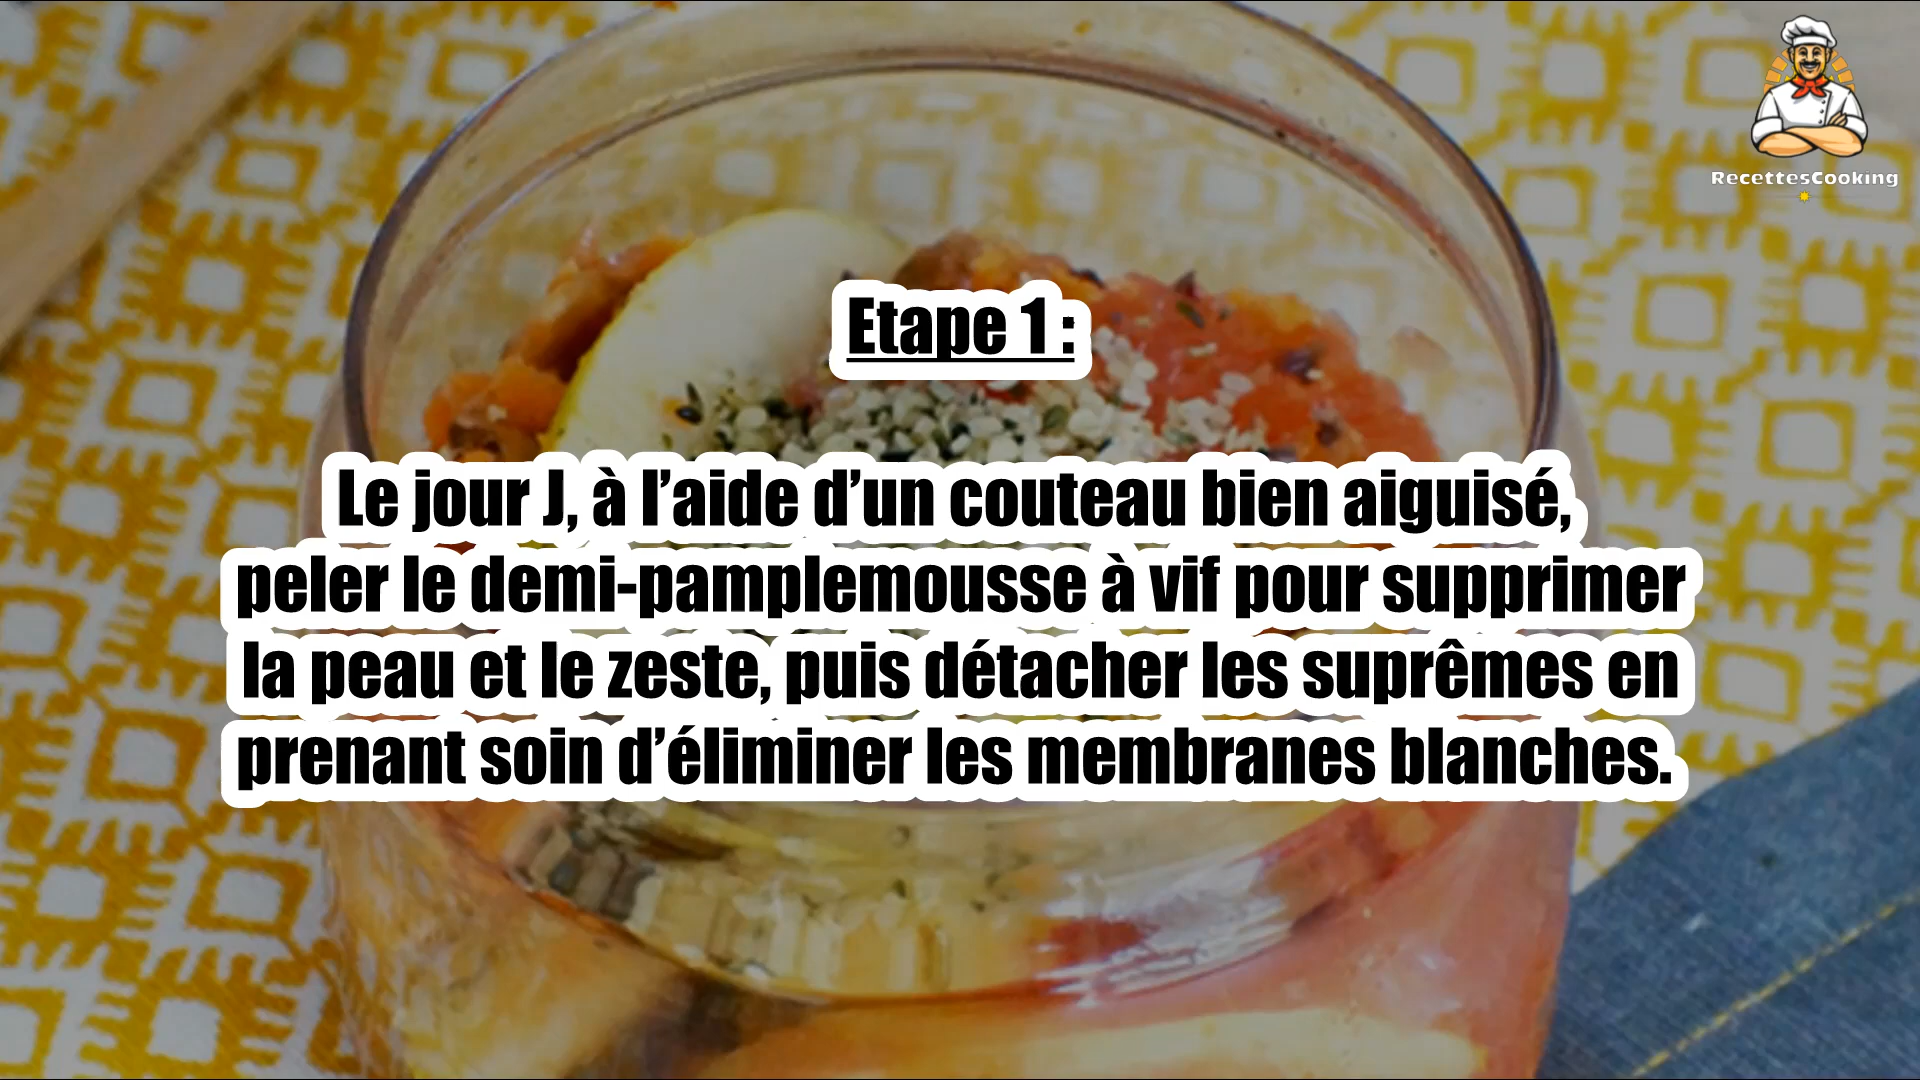 RecettesCooking
Etape 1 :
Le jour J, à l’aide d’un couteau bien aiguisé,
peler le demi-pamplemousse à vif pour supprimer
la peau et le zeste, puis détacher les suprêmes en
prenant soin d’éliminer les membranes blanches.